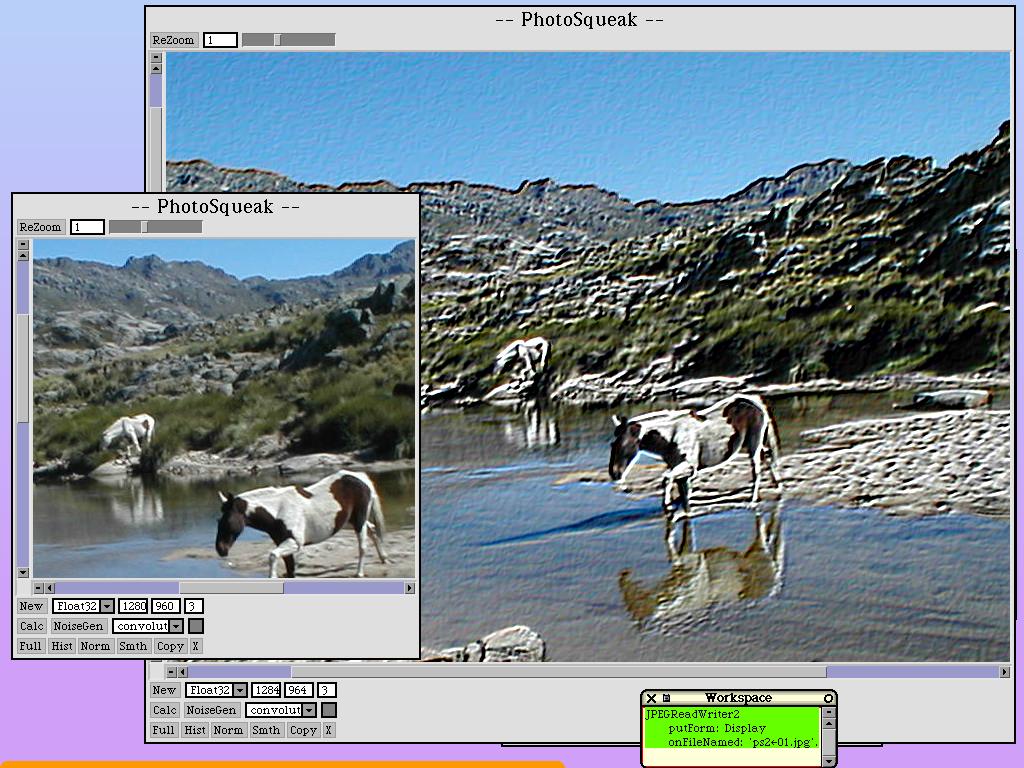 -- PhotoSqueak --
ReZoom 1
-- PhotoSqueak --
ReZoom 1
New Float32 1280 960 3
Calc NoiseGen convolut
Full Hist Norm Smth Copy X
New Float32 1284 964 3
Calc NoiseGen convolut
Full Hist Norm Smth Copy X
Workspace
JPEGReadWriter2
putForm: Display
onFileNamed: 'ps2←01.jpg'.